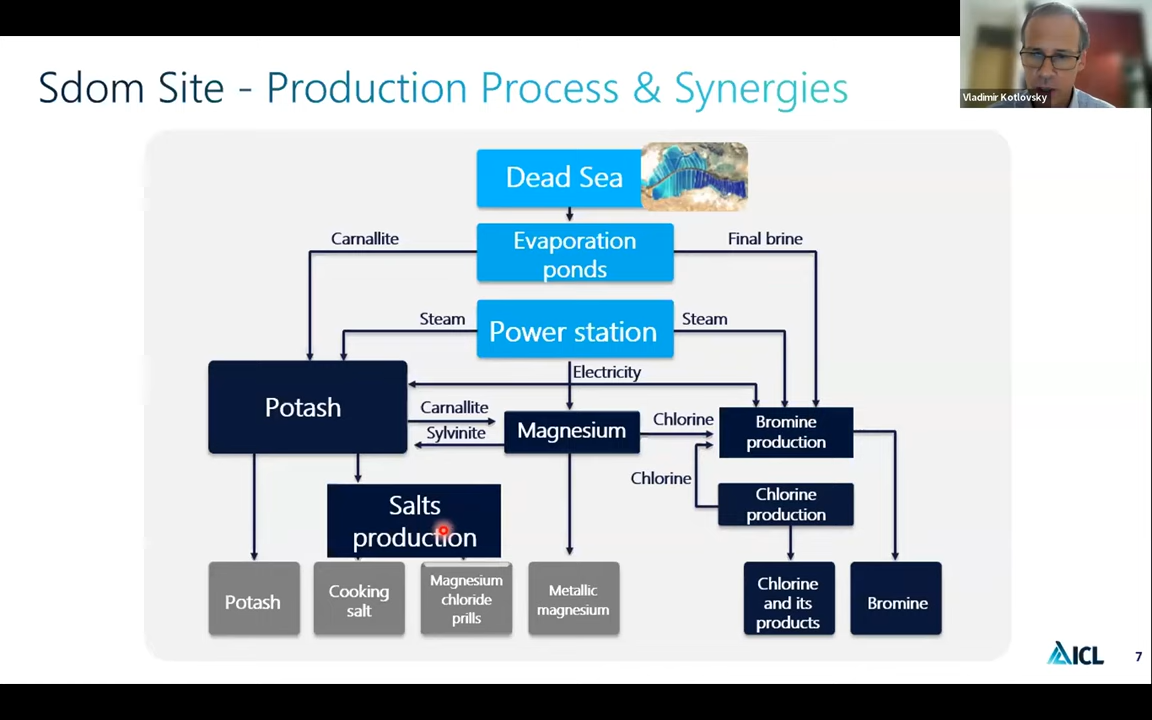 Vladimir Kotlovsky
Sdom Site - Production Process & Synergies
Dead Sea
Carnallite
Evaporation
ponds
Final brine
Steam
Power station
Steam
Electricity
Potash
Carnallite
Sylvinite
Magnesium
Chlorine
Bromine
production
Chlorine
Chlorine
production
Salts
production
Potash
Cooking
salt
Magnesium
chloride
prills
Metallic
magnesium
Chlorine
and its
products
Bromine
ICL
7